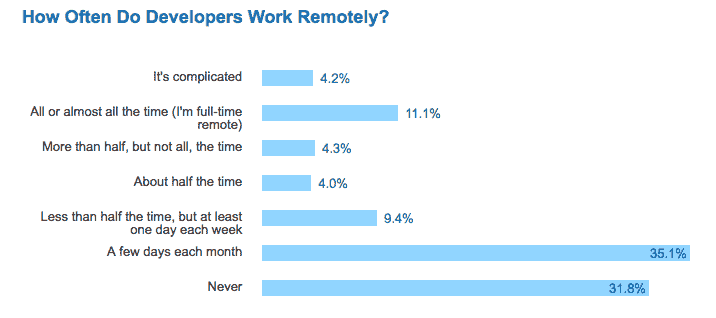 How Often Do Developers Work Remotely?
It's complicated
4.2%
All or almost all the time (I'm full-time
remote)
11.1%
More than half, but not all, the time
4.3%
About half the time
4.0%
Less than half the time, but at least
one day each week
9.4%
A few days each month
35.1%
Never
31.8%